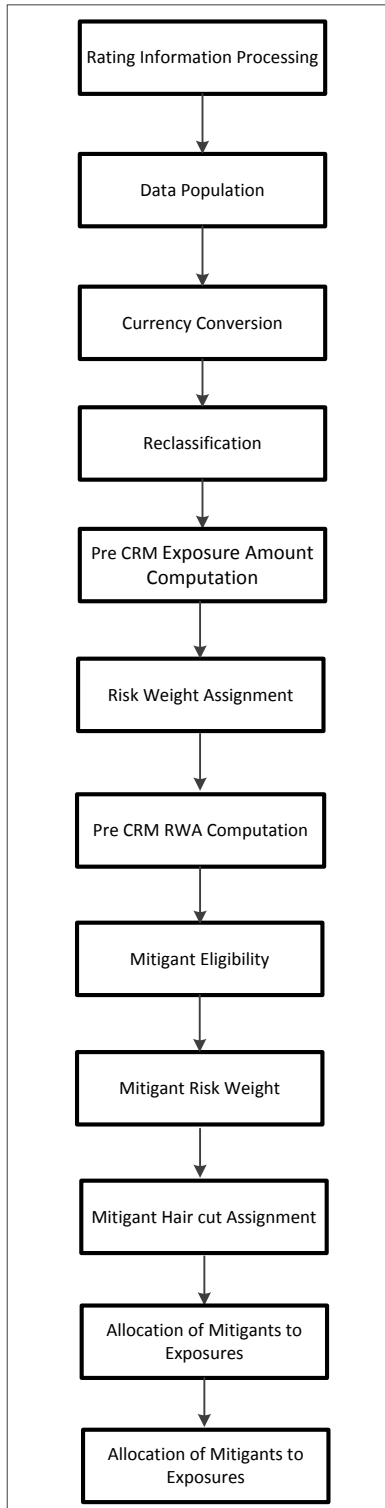 Rating Information Processing
Data Population
Currency Conversion
Reclassification
Pre CRM Exposure Amount
Computation
Risk Weight Assignment
Pre CRM RWA Computation
Mitigant Eligibility
Mitigant Risk Weight
Mitigant Hair cut Assignment
Allocation of Mitigants to
Exposures
Allocation of Mitigants to
Exposures